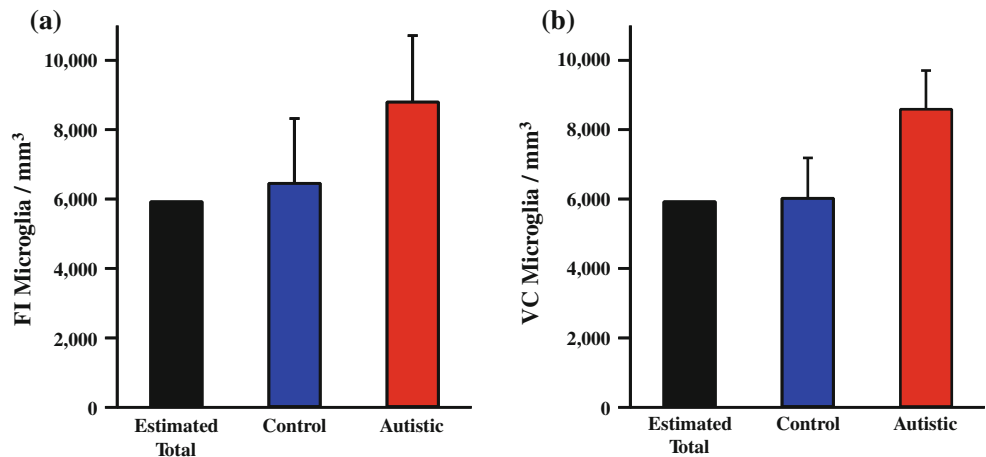 (a)
FI Microglia / mm³
10,000
8,000
6,000
4,000
2,000
0
Estimated
Total
Control
Autistic
(b)
VC Microglia / mm³
10,000
8,000
6,000
4,000
2,000
0
Estimated
Total
Control
Autistic